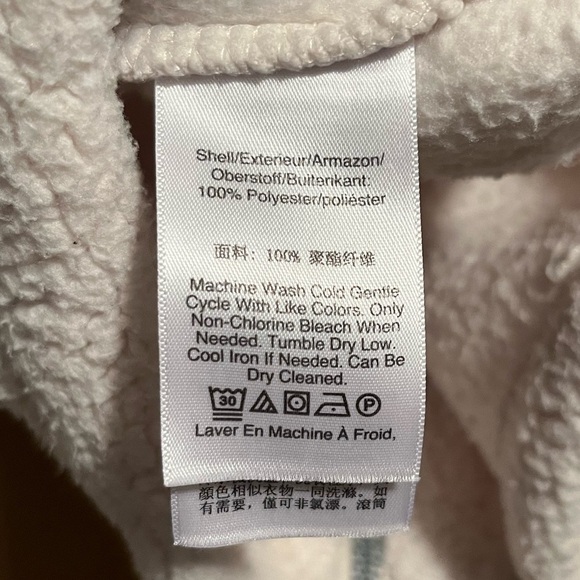 Shell/Exterieur/Armazon/
Oberstoff/Buitenkant:
100% Polyester/poliéster
面料: 100% 聚酯纤维
Machine Wash Cold Gentle
Cycle With Like Colors. Only
Non-Chlorine Bleach When
Needed. Tumble Dry Low.
Cool Iron If Needed. Can Be
Dry Cleaned.
30 P
Laver En Machine À Froid,
顏色相似衣物一同洗滌。如
有需要，僅可非氯漂。滾筒